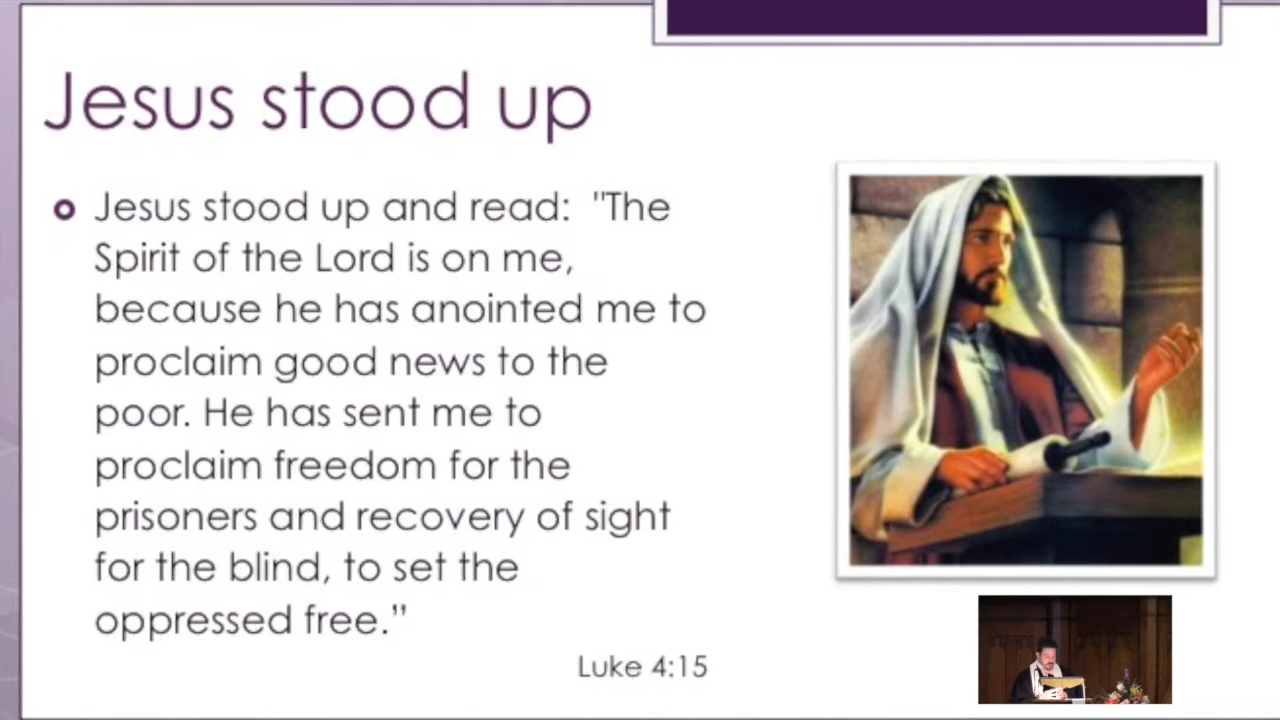 Jesus stood up
Jesus stood up and read:  "The
Spirit of the Lord is on me,
because he has anointed me to
proclaim good news to the
poor. He has sent me to
proclaim freedom for the
prisoners and recovery of sight
for the blind, to set the
oppressed free.”
Luke 4:15